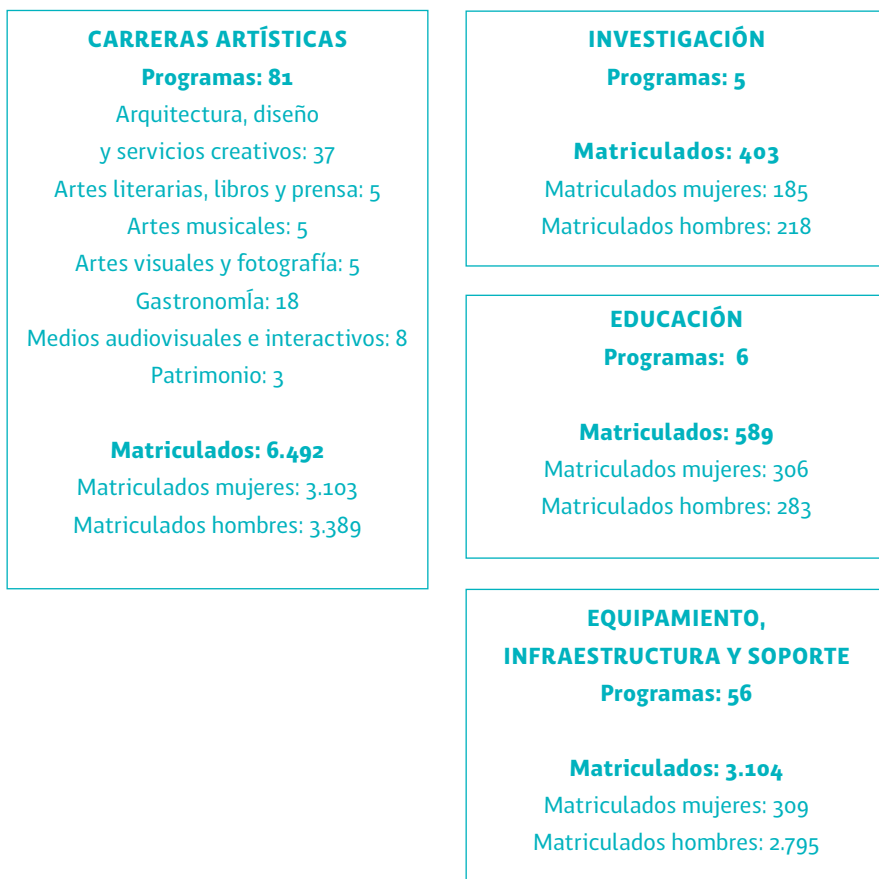 CARRERAS ARTÍSTICAS
Programas: 81
Arquitectura, diseño
y servicios creativos: 37
Artes literarias, libros y prensa: 5
Artes musicales: 5
Artes visuales y fotografía: 5
GastronomÍa: 18
Medios audiovisuales e interactivos: 8
Patrimonio: 3
Matriculados: 6.492
Matriculados mujeres: 3.103
Matriculados hombres: 3.389
INVESTIGACIÓN
Programas: 5
Matriculados: 403
Matriculados mujeres: 185
Matriculados hombres: 218
EDUCACIÓN
Programas: 6
Matriculados: 589
Matriculados mujeres: 306
Matriculados hombres: 283
EQUIPAMIENTO,
INFRAESTRUCTURA Y SOPORTE
Programas: 56
Matriculados: 3.104
Matriculados mujeres: 309
Matriculados hombres: 2.795